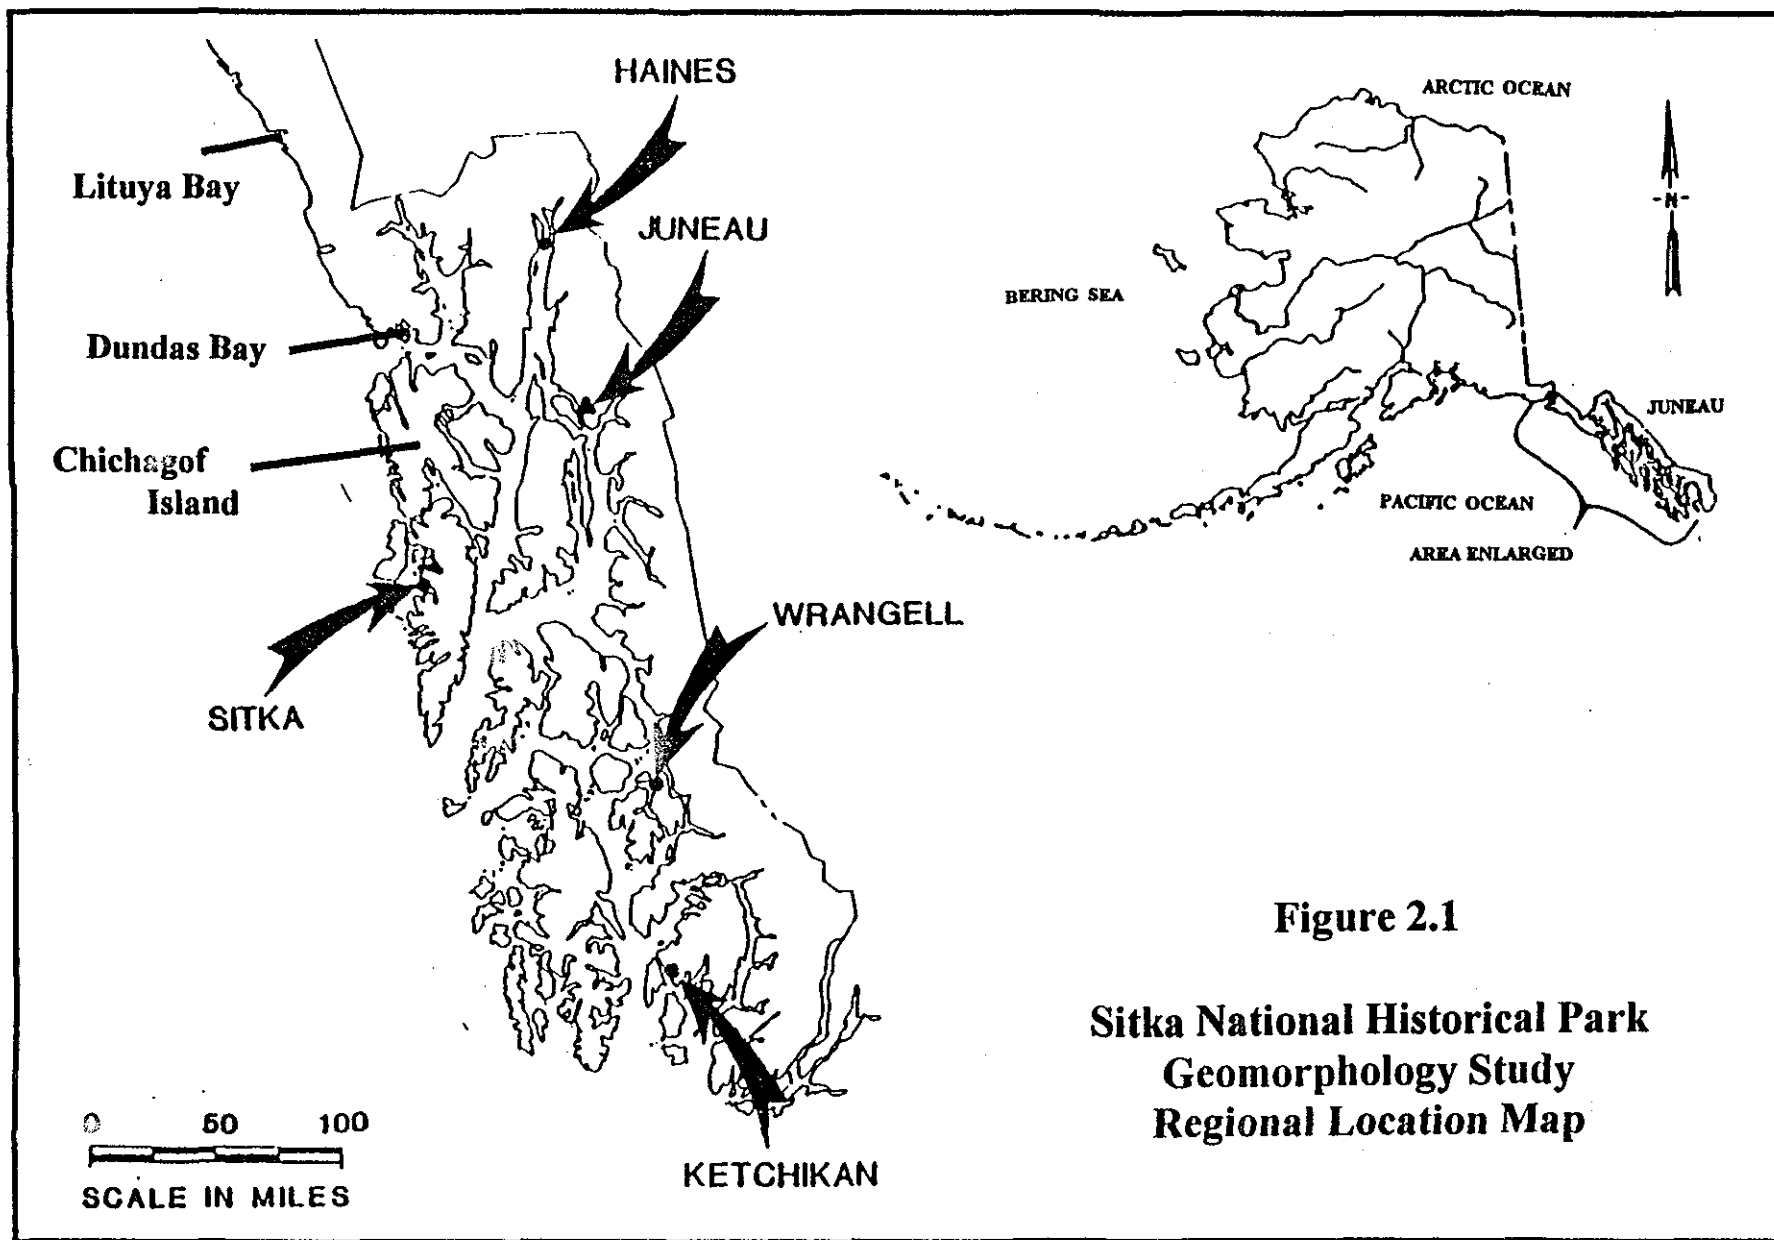 HAINES
Lituya Bay
JUNEAU
Dundas Bay
Chichagof
Island
WRANGELL
SITKA
KETCHIKAN
0 50 100
SCALE IN MILES
ARCTIC OCEAN
-N-
BERING SEA
JUNEAU
PACIFIC OCEAN
AREA ENLARGED
Figure 2.1
Sitka National Historical Park
Geomorphology Study
Regional Location Map